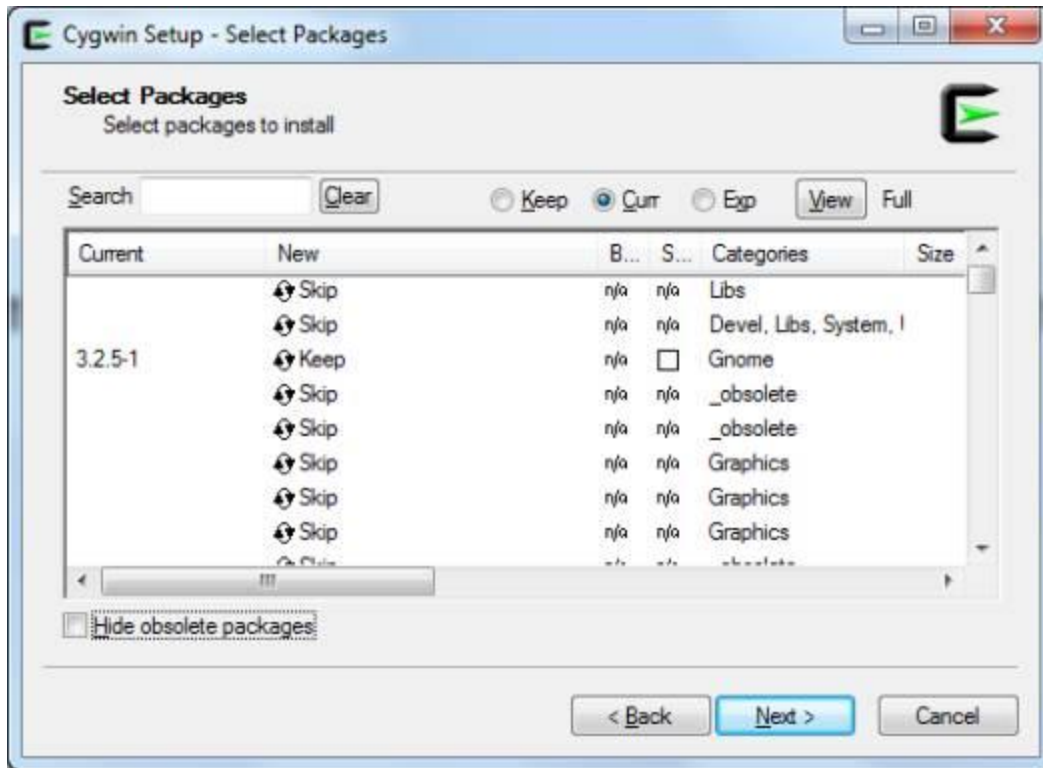 Cygwin Setup - Select Packages
Select Packages
Select packages to install
Search Clear Keep Curr Exp View Full
Current New B... S... Categories Size
Skip n/a n/a Libs
Skip n/a n/a Devel, Libs, System,
3.2.5-1 Keep n/a Gnome
Skip n/a n/a _obsolete
Skip n/a n/a _obsolete
Skip n/a n/a Graphics
Skip n/a n/a Graphics
Skip n/a n/a Graphics
Hide obsolete packages
< Back Next > Cancel